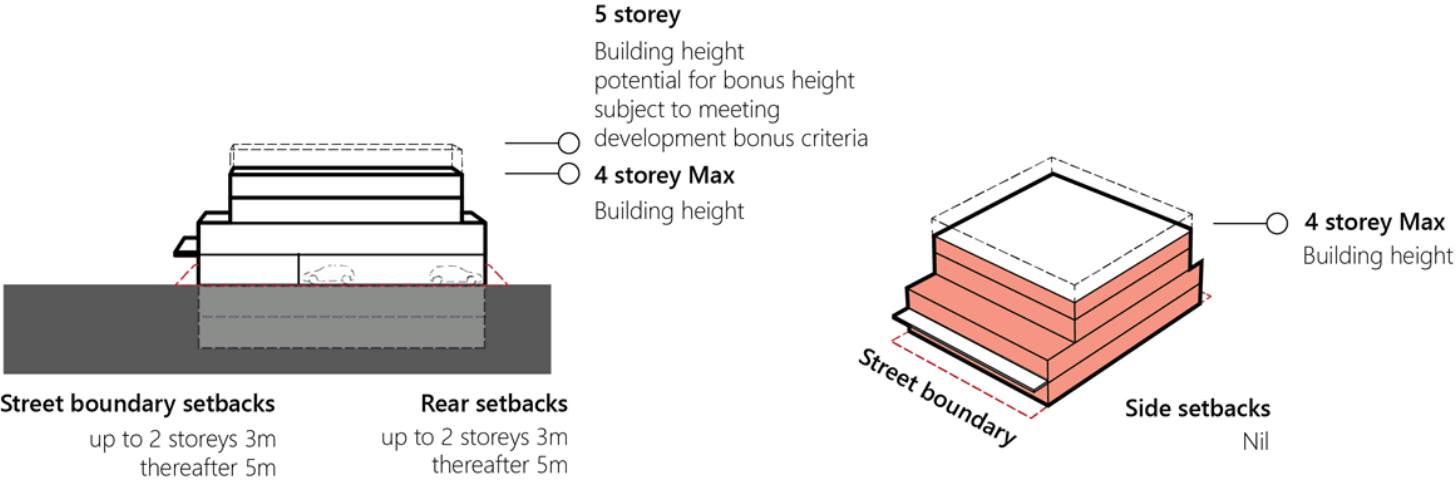 5 storey
Building height
potential for bonus height
subject to meeting
development bonus criteria
4 storey Max
Building height
4 storey Max
Building height
Street boundary setbacks
up to 2 storeys 3m
thereafter 5m
Rear setbacks
up to 2 storeys 3m
thereafter 5m
Street boundary
Side setbacks
Nil